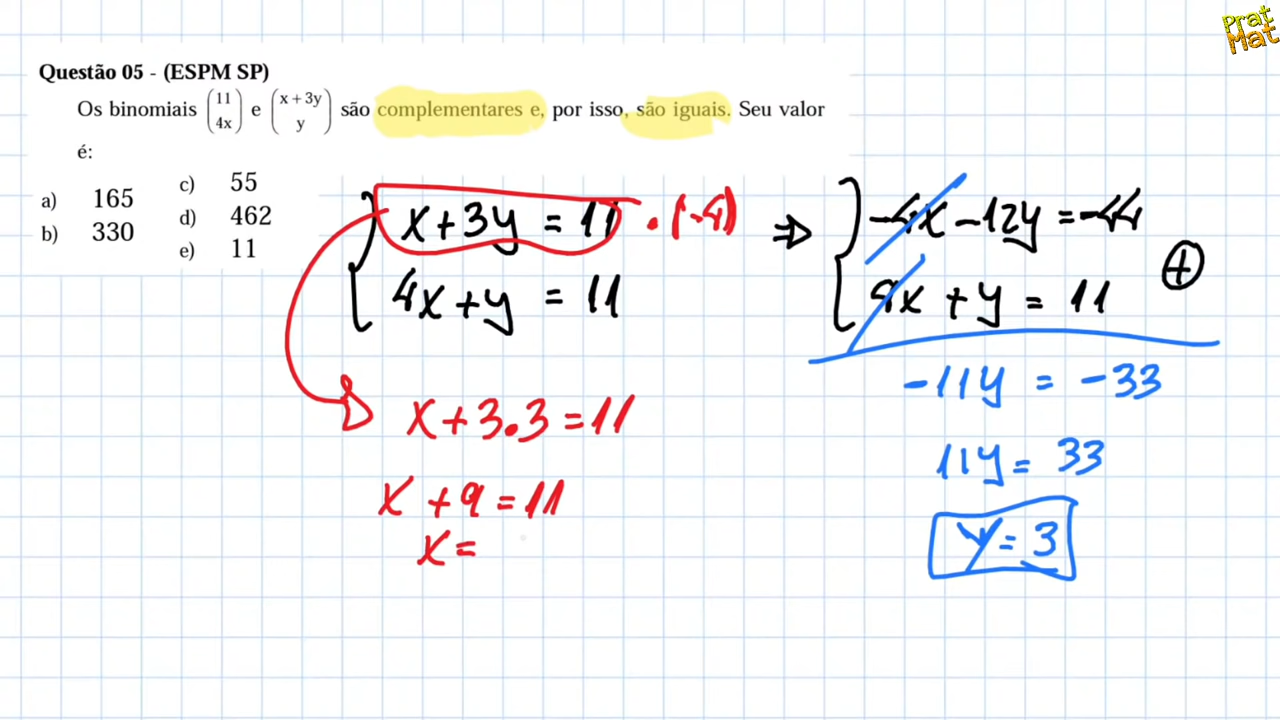 Prat
Mat
Questão 05 - (ESPM SP)
Os binomiais (11 4x) e (x + 3y y) são complementares e, por isso, são iguais. Seu valor
é:
a) 165
b) 330
c) 55
d) 462
e) 11
x+3y = 11 .(-4)
4x+y = 11
⇒
-4x-12y = -44
4x + y = 11
+
-11y = -33
11y = 33
y = 3
x + 3.3 = 11
x + 9 = 11
x =